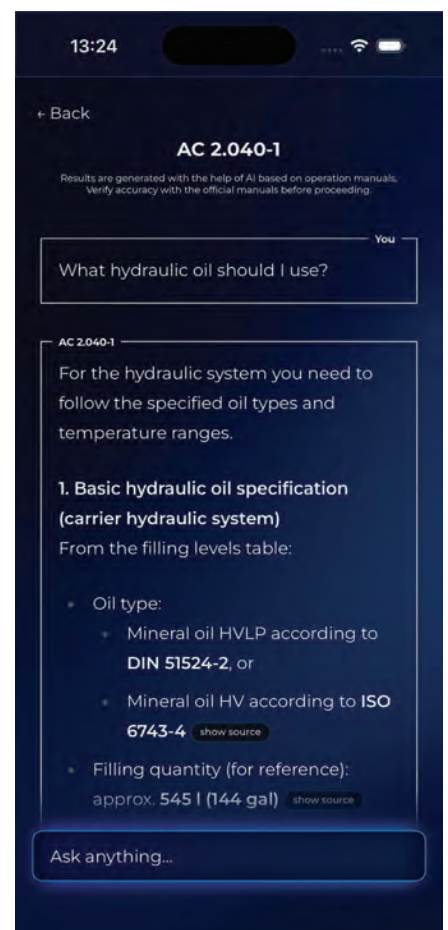 13:24
← Back
AC 2.040-1
Results are generated with the help of AI based on operation manuals.
Verify accuracy with the official manuals before proceeding.
You
What hydraulic oil should I use?
AC 2.040-1
For the hydraulic system you need to
follow the specified oil types and
temperature ranges.
1. Basic hydraulic oil specification
(carrier hydraulic system)
From the filling levels table:
• Oil type:
• Mineral oil HVLP according to
DIN 51524-2, or
• Mineral oil HV according to ISO
6743-4 show source
• Filling quantity (for reference):
approx. 545 l (144 gal) show source
Ask anything...